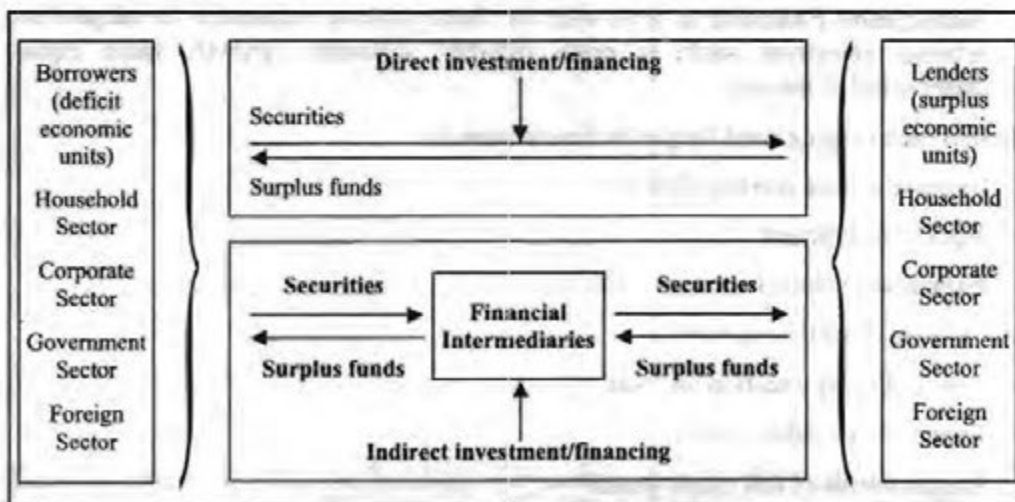 Borrowers
(deficit
economic
units)
Household
Sector
Corporate
Sector
Government
Sector
Foreign
Sector
Direct investment/financing
Securities
Surplus funds
Securities
Surplus funds
Financial
Intermediaries
Securities
Surplus funds
Indirect investment/financing
Lenders
(surplus
economic
units)
Household
Sector
Corporate
Sector
Government
Sector
Foreign
Sector